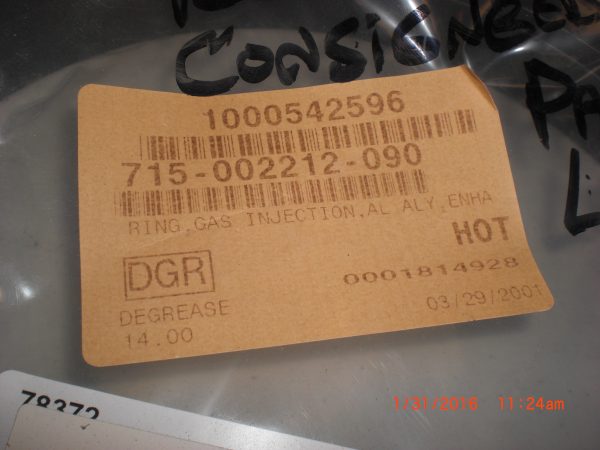 CONSIGNED
1000542596
715-002212-090
RING,GAS INJECTION,AL ALY,ENHA
HOT
DGR
0001814928
DEGREASE
03/29/2001
14.00
78372
1/31/2016 11:24am